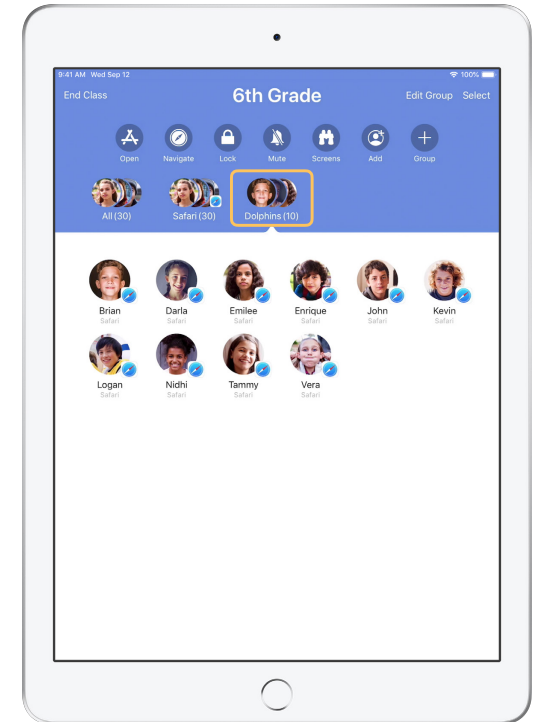 9:41 AM Wed Sep 12 100%
End Class 6th Grade Edit Group Select
Open Navigate Lock Mute Screens Add Group
All (30) Safari (30) Dolphins (10)
Brian Darla Emilee Enrique John Kevin
Safari Safari Safari Safari Safari Safari
Logan Nidhi Tammy Vera
Safari Safari Safari Safari